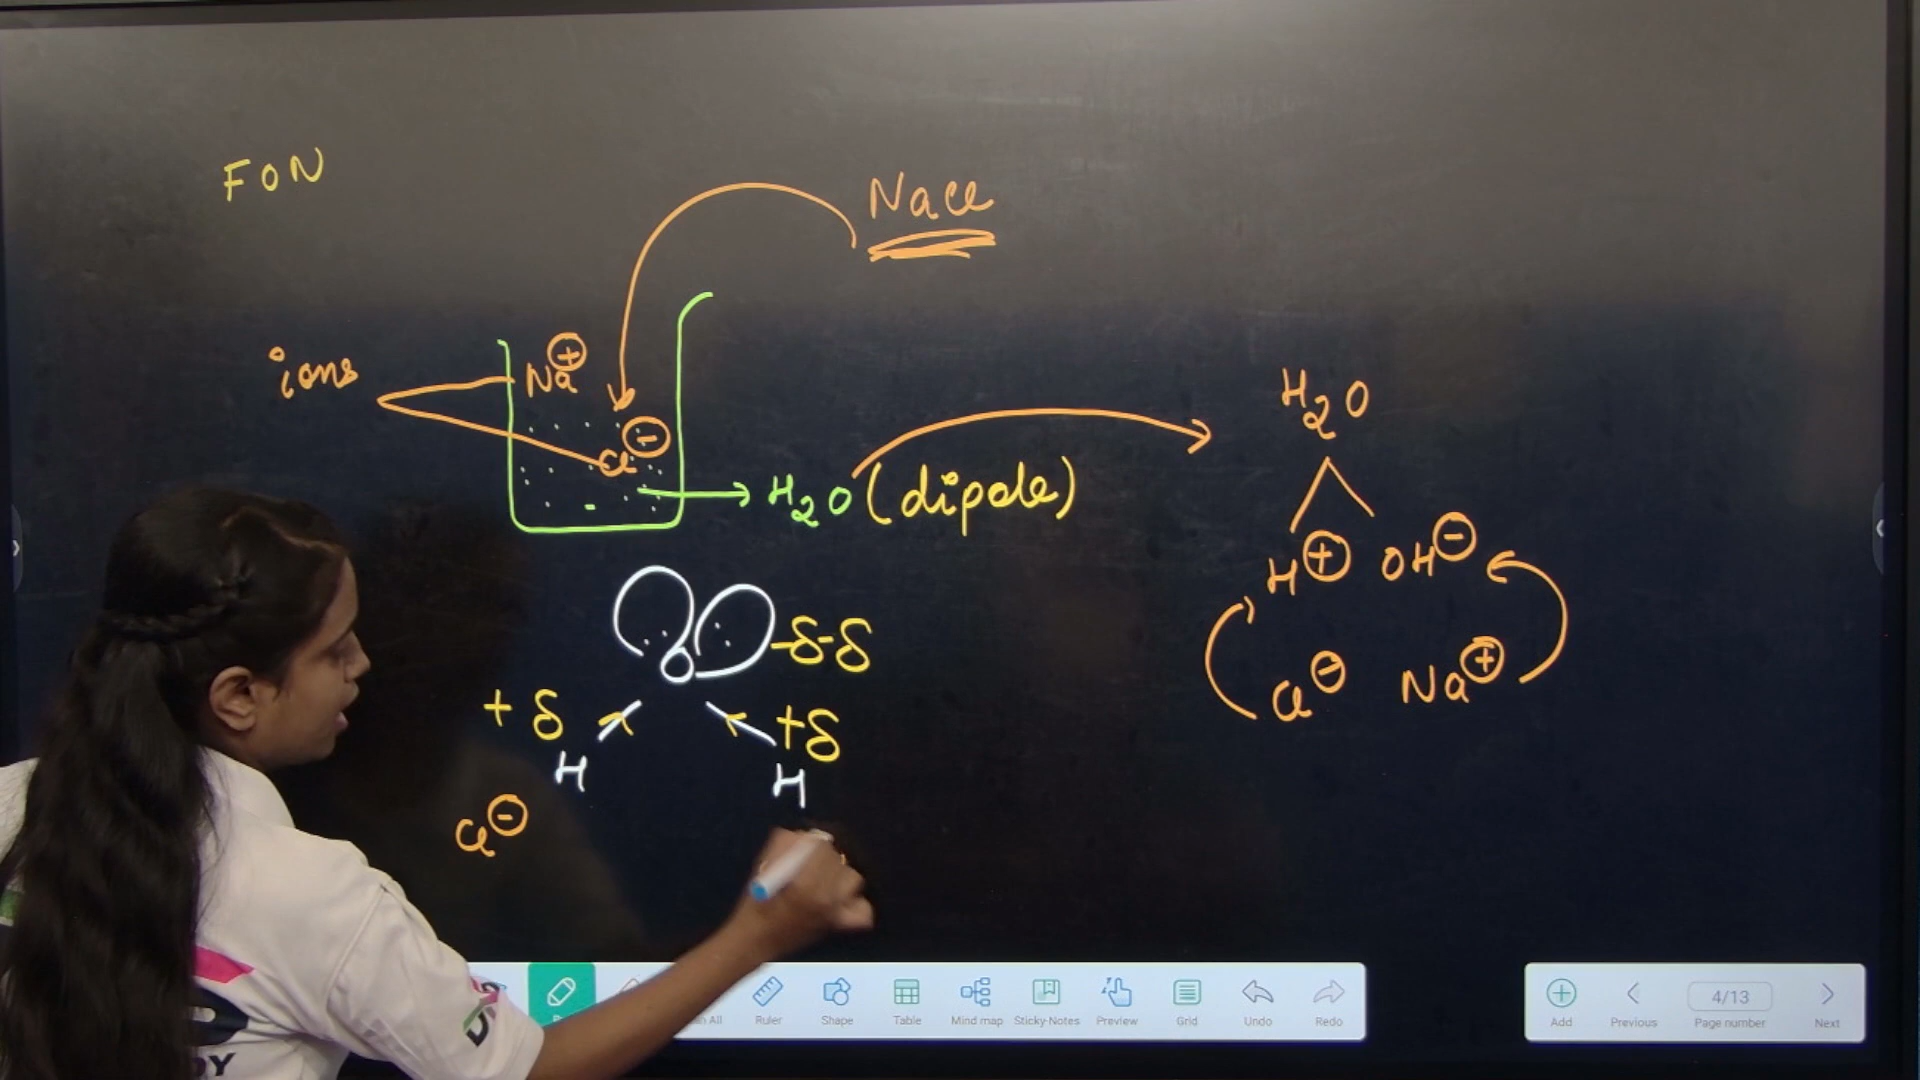 FON
NaCl
ions
Na⊕
Cl⊖
H₂O (dipole)
H₂O
H⊕ OH⊖
Cl⊖ Na⊕
O -δ-δ
+δ +δ
H H
Cl⊖
Ruler Shape Table Mind map Sticky-Notes Preview Grid Undo Redo
Add Previous 4/13 Page number Next